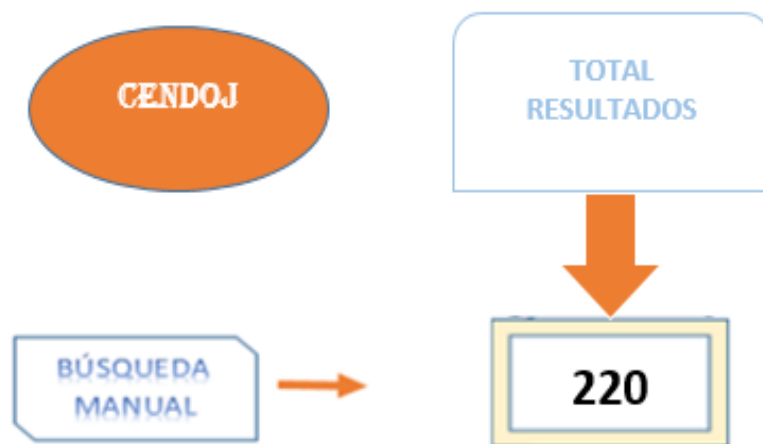 CENDOJ
TOTAL
RESULTADOS
BÚSQUEDA
MANUAL
220